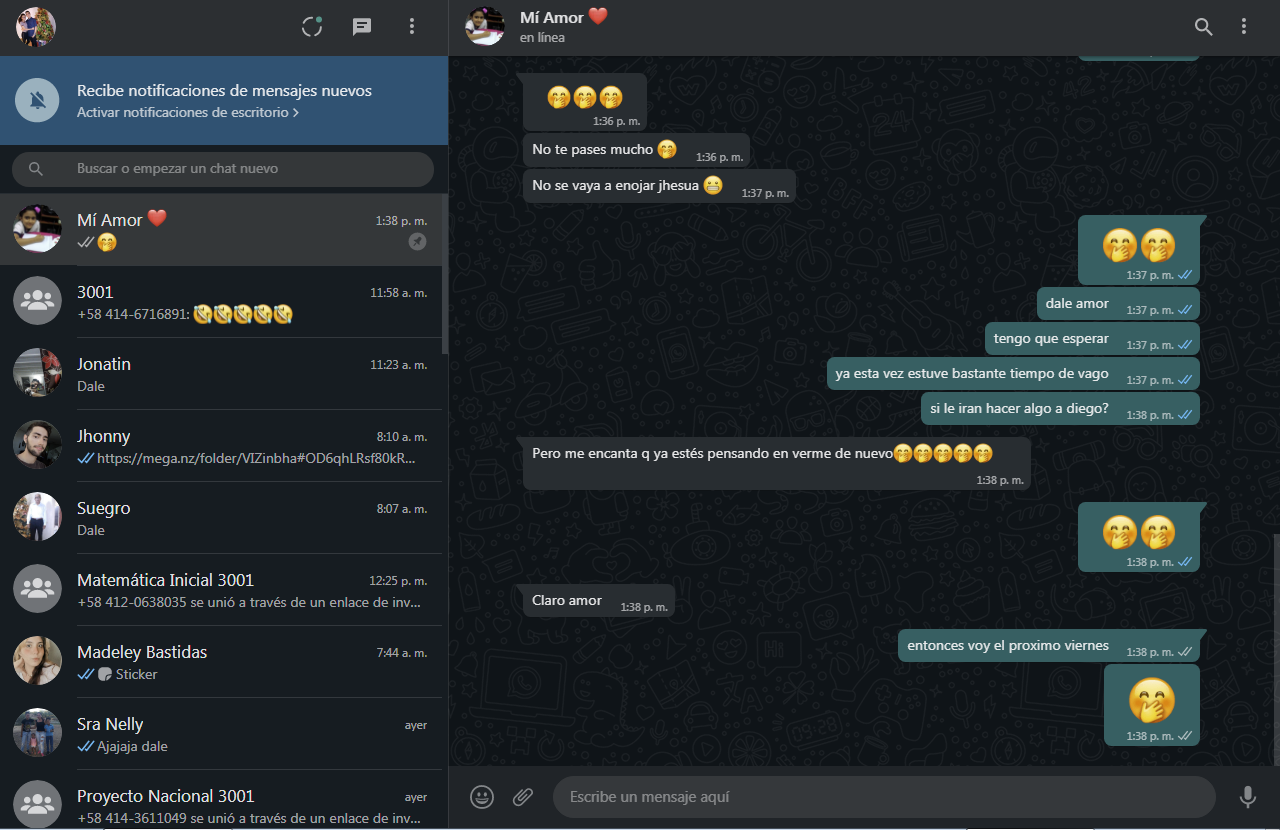 Recibe notificaciones de mensajes nuevos
Activar notificaciones de escritorio >
Buscar o empezar un chat nuevo
Mí Amor ❤️ 1:38 p. m.
🤭
3001 11:58 a. m.
+58 414-6716891: 🤣🤣🤣🤣🤣
Jonatin 11:23 a. m.
Dale
Jhonny 8:10 a. m.
https://mega.nz/folder/VIZinbha#OD6qhLRsf80kR...
Suegro 8:07 a. m.
Dale
Matemática Inicial 3001 12:25 p. m.
+58 412-0638035 se unió a través de un enlace de inv...
Madeley Bastidas 7:44 a. m.
Sticker
Sra Nelly ayer
Ajajaja dale
Proyecto Nacional 3001 ayer
+58 414-3611049 se unió a través de un enlace de inv...
Mí Amor ❤️
en línea
🤭🤭🤭
1:36 p. m.
No te pases mucho 🤭 1:36 p. m.
No se vaya a enojar jhesua 😬 1:37 p. m.
🤭🤭
1:37 p. m.
dale amor 1:37 p. m.
tengo que esperar 1:37 p. m.
ya esta vez estuve bastante tiempo de vago 1:37 p. m.
si le iran hacer algo a diego? 1:38 p. m.
Pero me encanta q ya estés pensando en verme de nuevo🤭🤭🤭🤭🤭
1:38 p. m.
🤭🤭
1:38 p. m.
Claro amor 1:38 p. m.
entonces voy el proximo viernes 1:38 p. m.
🤭
1:38 p. m.
Escribe un mensaje aquí